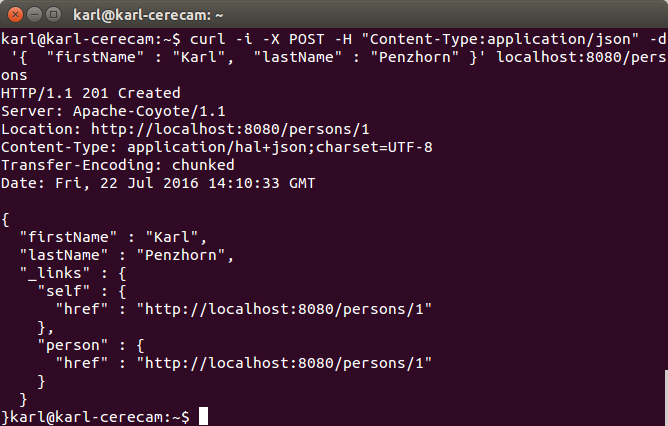 karl@karl-cerecam: ~
karl@karl-cerecam:~$ curl -i -X POST -H "Content-Type:application/json" -d
 '{  "firstName" : "Karl",  "lastName" : "Penzhorn" }' localhost:8080/pers
ons
HTTP/1.1 201 Created
Server: Apache-Coyote/1.1
Location: http://localhost:8080/persons/1
Content-Type: application/hal+json;charset=UTF-8
Transfer-Encoding: chunked
Date: Fri, 22 Jul 2016 14:10:33 GMT

{
  "firstName" : "Karl",
  "lastName" : "Penzhorn",
  "_links" : {
    "self" : {
      "href" : "http://localhost:8080/persons/1"
    },
    "person" : {
      "href" : "http://localhost:8080/persons/1"
    }
  }
}karl@karl-cerecam:~$